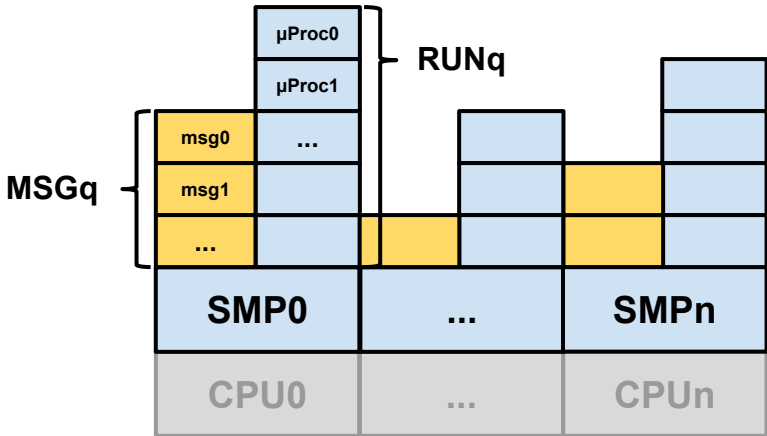 µProc0
RUNq
µProc1
msg0
...
MSGq
msg1
...
SMP0
...
SMPn
CPU0
...
CPUn